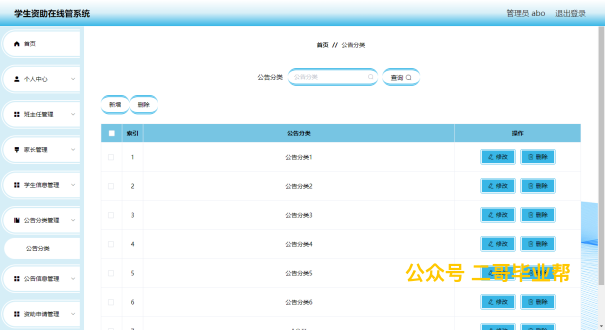 学生资助在线管系统
管理员 abo 退出登录
首页
个人中心
班主任管理
家长管理
学生信息管理
公告分类管理
公告分类
公告信息管理
资助申请管理
首页 // 公告分类
公告分类 公告分类 查询
新增 删除
索引 公告分类 操作
1 公告分类1 修改 删除
2 公告分类2 修改 删除
3 公告分类3 修改 删除
4 公告分类4 修改 删除
5 公告分类5 修改 删除
公众号 二哥毕业帮
6 公告分类6 修改 删除